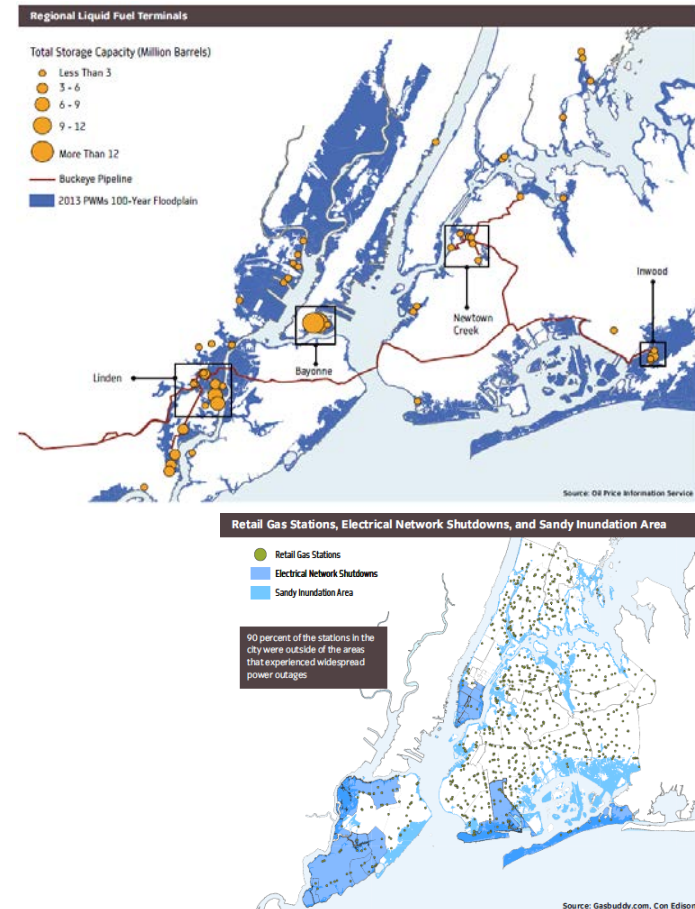 Regional Liquid Fuel Terminals
Total Storage Capacity (Million Barrels)
Less Than 3
3 - 6
6 - 9
9 - 12
More Than 12
Buckeye Pipeline
2013 PWMs 100-Year Floodplain
Inwood
Newtown
Creek
Bayonne
Linden
Source: Oil Price Information Service
Retail Gas Stations, Electrical Network Shutdowns, and Sandy Inundation Area
Retail Gas Stations
Electrical Network Shutdowns
Sandy Inundation Area
90 percent of the stations in the
city were outside of the areas
that experienced widespread
power outages
Source: Gasbuddy.com, Con Edison